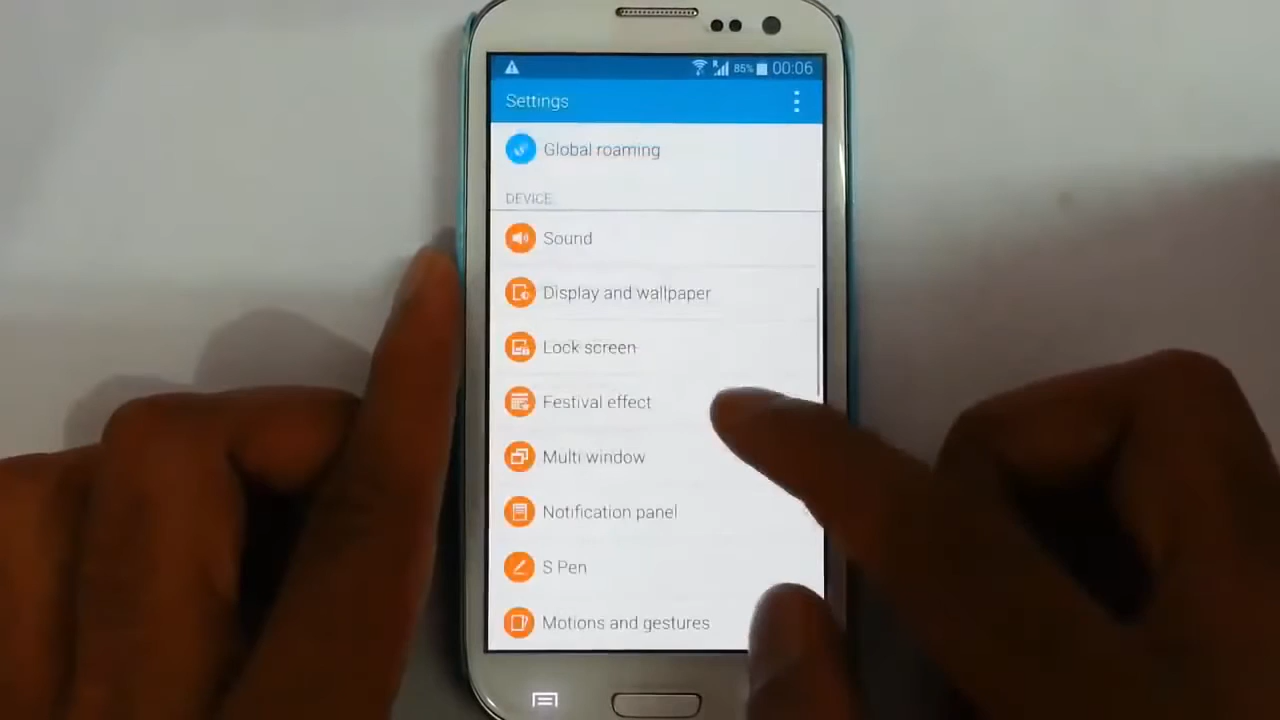 85% 00:06
Settings
Global roaming
DEVICE
Sound
Display and wallpaper
Lock screen
Festival effect
Multi window
Notification panel
S Pen
Motions and gestures